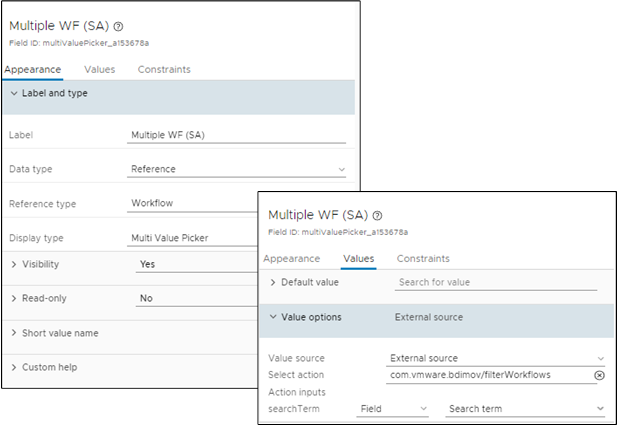 Multiple WF (SA)
Field ID: multiValuePicker_a153678a
Appearance Values Constraints
Label and type
Label Multiple WF (SA)
Data type Reference
Reference type Workflow
Display type Multi Value Picker
Visibility Yes
Read-only No
Short value name
Custom help
Multiple WF (SA)
Field ID: multiValuePicker_a153678a
Appearance Values Constraints
Default value Search for value
Value options External source
Value source External source
Select action com.vmware.bdimov/filterWorkflows
Action inputs
searchTerm Field Search term